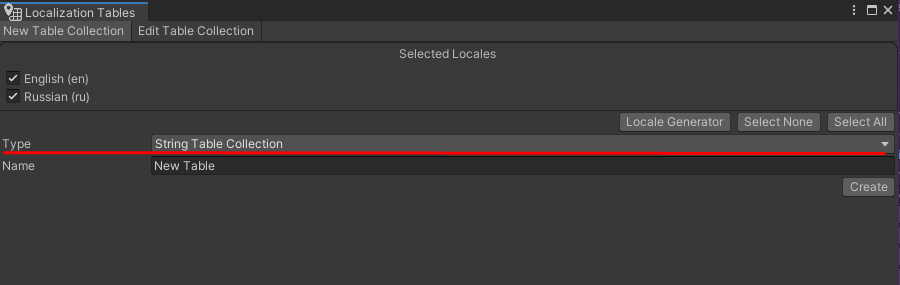 Localization Tables
New Table Collection Edit Table Collection
Selected Locales
English (en)
Russian (ru)
Locale Generator Select None Select All
Type String Table Collection
Name New Table
Create